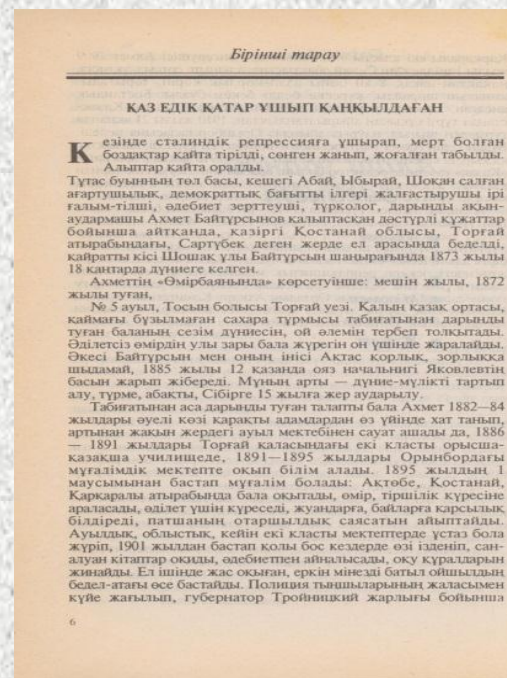 Бірінші тарау
ҚАЗ ЕДІК ҚАТАР ҰШЫП ҚАҢҚЫЛДАҒАН
Кезінде сталиндік репрессияға ұшырап, мерт болған
боздақтар қайта тірілді, сөнген жанып, жоғалған табылды.
Алыптар қайта оралды.
Тұтас буынның төл басы, кешегі Абай, Ыбырай, Шоқан салған
ағартушылық, демократтық бағытты ілгері жалғастырушы ірі
ғалым-тілші, әдебиет зерттеуші, түрколог, дарынды ақын-
аудармашы Ахмет Байтұрсынов қалыптасқан дәстүрлі құжаттар
бойынша айтқанда, қазіргі Қостанай облысы, Торғай
атырабындағы, Сартүбек деген жерде ел арасында беделді,
қайратты кісі Шошақ ұлы Байтұрсын шаңырағында 1873 жылы
18 қаңтарда дүниеге келген.
Ахметтің «Өмірбаянында» көрсетуінше: мешін жылы, 1872
жылы туған,
№ 5 ауыл, Тосын болысы Торғай уезі. Қалың қазақ ортасы,
қаймағы бұзылмаған сахара тұрмысы табиғатынан дарынды
туған баланың сезім дүниесін, ой әлемін тербеп толқытады.
Әділетсіз өмірдің улы зары бала жүрегін ои үшінде жаралайды.
Әкесі Байтұрсын мен оның інісі Ақтас қорлық, зорлыққа
шыдамай, 1885 жылы 12 қазанда ояз начальнигі Яковлевтің
басын жарып жібереді. Мұның арты — дүние-мүлікті тартып
алу, түрме, абақты, Сібірге 15 жылға жер аударылу.
Табиғатынан аса дарынды туған талапты бала Ахмет 1882—84
жылдары әуелі көзі қарақты адамдардан өз үйінде хат танып,
артынан жақын жердегі ауыл мектебінен сауат ашады да, 1886
— 1891 жылдары Торғай қаласындағы екі класты орысша-
қазақша училищеде, 1891—1895 жылдары Орынбордағы
мұғалімдік мектепте оқып білім алады. 1895 жылдың 1
маусымынан бастап мұғалім болады: Ақтөбе, Қостанай,
Қарқаралы атырабында бала оқытады, өмір, тіршілік күресіне
араласады, әділет үшін күреседі, жуандарға, байларға қарсылық
білдіреді, патшаның отаршылдық саясатын айыптайды.
Ауылдық, облыстық, кейін екі класты мектептерде ұстаз бола
жүріп, 1901 жылдан бастап қолы бос кездерде өзі ізденіп, сан-
алуан кітаптар оқиды, әдебиетпен айналысады, оқу құралдарын
жинайды. Ел ішінде жас оқыған, еркін мінезді батыл ойшылдың
бедел-атағы өсе бастайды. Полиция тыңшыларының жаласымен
күйе жағылып, губернатор Тройницкий жарлығы бойынша
6